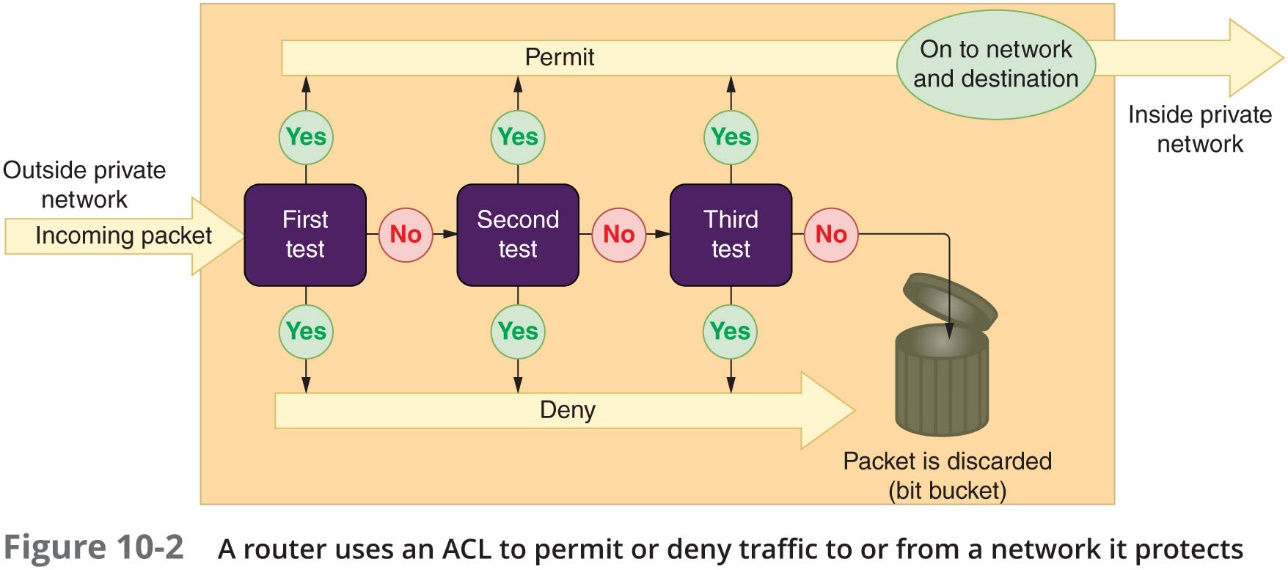 Permit
On to network
and destination
Inside private
network
Yes
Yes
Yes
Outside private
network
Incoming packet
First
test
No
Second
test
No
Third
test
No
Yes
Yes
Yes
Deny
Packet is discarded
(bit bucket)
Figure 10-2 A router uses an ACL to permit or deny traffic to or from a network it protects